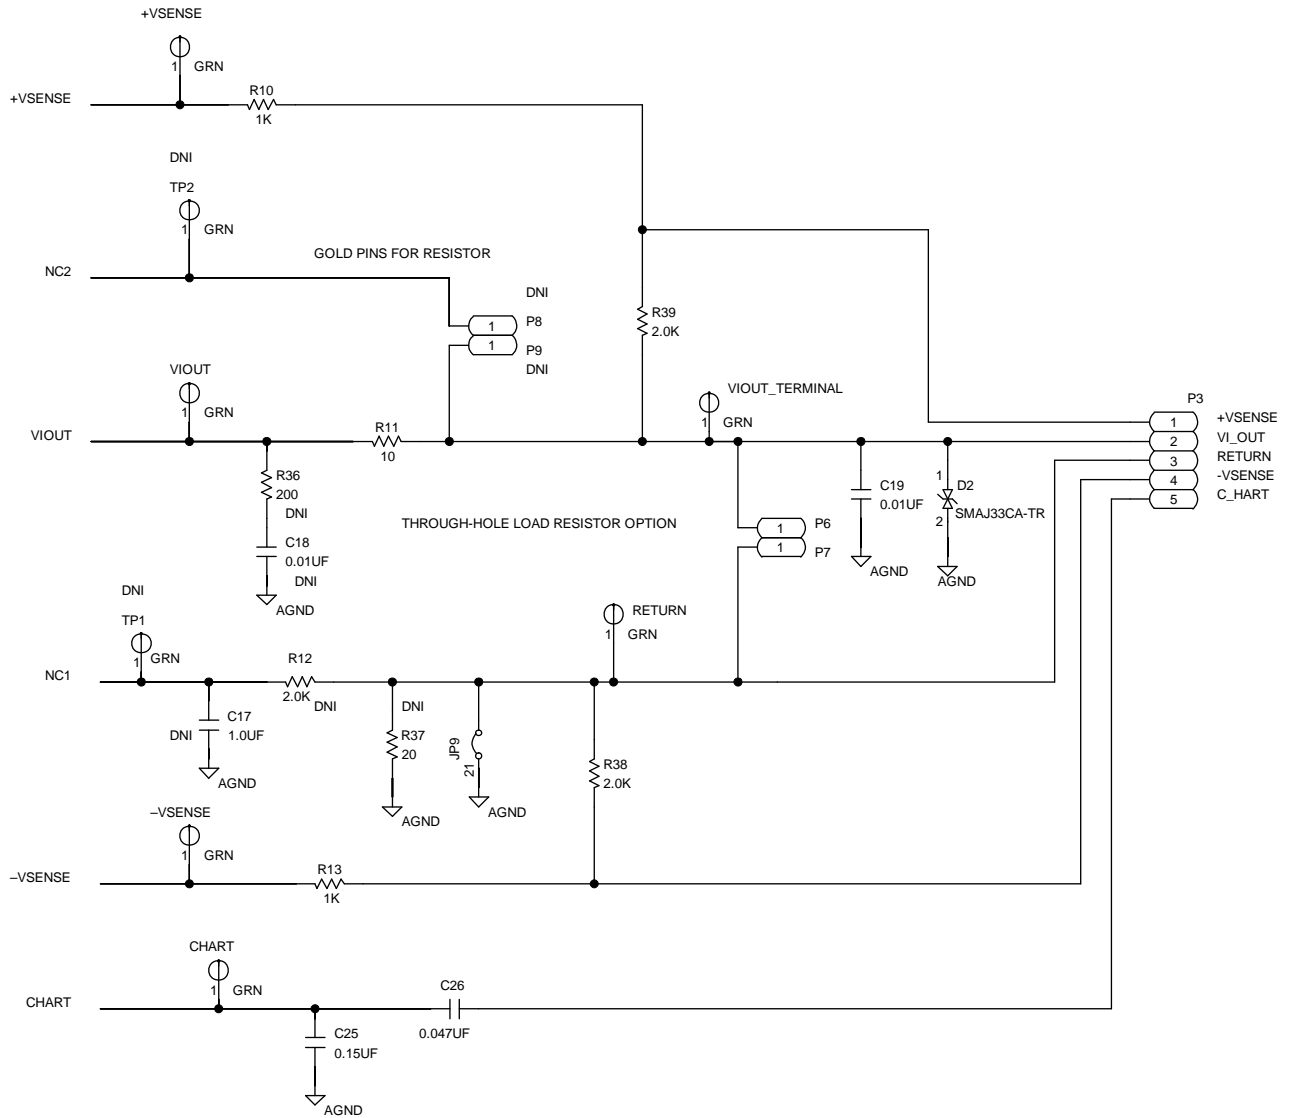 +VSENSE
1 GRN
+VSENSE
R10
1K
DNI
TP2
1 GRN
NC2
GOLD PINS FOR RESISTOR
DNI
1 P8
1 P9
DNI
R39
2.0K
VIOUT
1 GRN
VIOUT
R11
10
VIOUT_TERMINAL
1 GRN
P3
1 +VSENSE
2 VI_OUT
3 RETURN
4 -VSENSE
5 C_HART
R36
200
DNI
C18
0.01UF
DNI
AGND
THROUGH-HOLE LOAD RESISTOR OPTION
1 P6
1 P7
C19
0.01UF
AGND
1 D2
SMAJ33CA-TR
2
AGND
DNI
TP1
1 GRN
NC1
R12
2.0K
DNI
RETURN
1 GRN
C17
DNI 1.0UF
AGND
DNI
R37
20
AGND
JP9
21
AGND
R38
2.0K
–VSENSE
1 GRN
–VSENSE
R13
1K
CHART
1 GRN
CHART
C26
0.047UF
C25
0.15UF
AGND